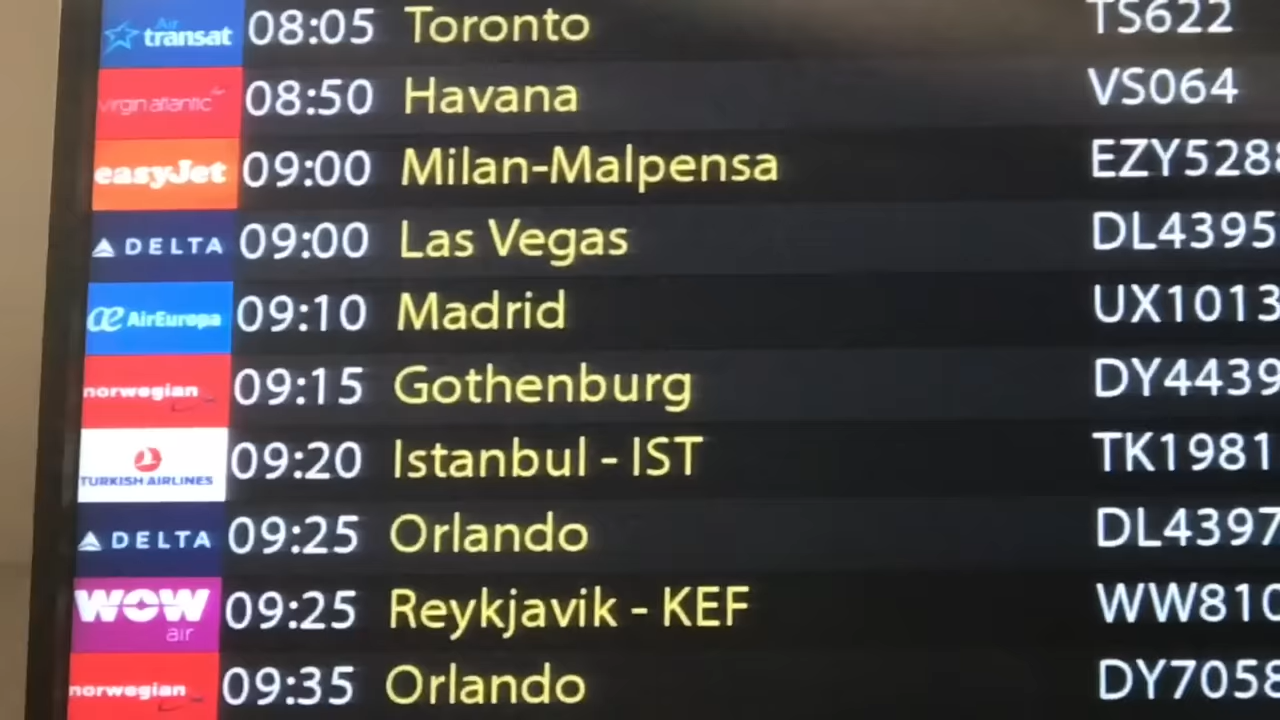 Air transat 08:05 Toronto TS622
virgin atlantic 08:50 Havana VS064
easyJet 09:00 Milan-Malpensa EZY528
DELTA 09:00 Las Vegas DL4395
AirEuropa 09:10 Madrid UX1013
norwegian 09:15 Gothenburg DY4439
TURKISH AIRLINES 09:20 Istanbul - IST TK1981
DELTA 09:25 Orlando DL4397
WOW air 09:25 Reykjavik - KEF WW810
norwegian 09:35 Orlando DY7058